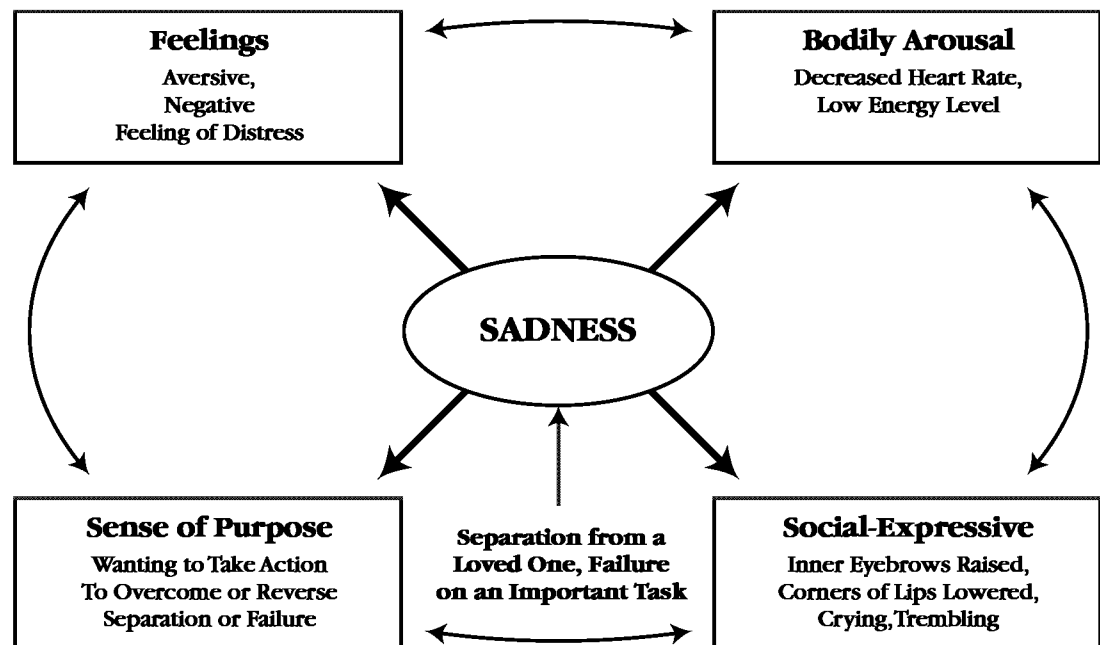 Feelings
Aversive,
Negative
Feeling of Distress
Bodily Arousal
Decreased Heart Rate,
Low Energy Level
SADNESS
Sense of Purpose
Wanting to Take Action
To Overcome or Reverse
Separation or Failure
Separation from a
Loved One, Failure
on an Important Task
Social-Expressive
Inner Eyebrows Raised,
Corners of Lips Lowered,
Crying, Trembling